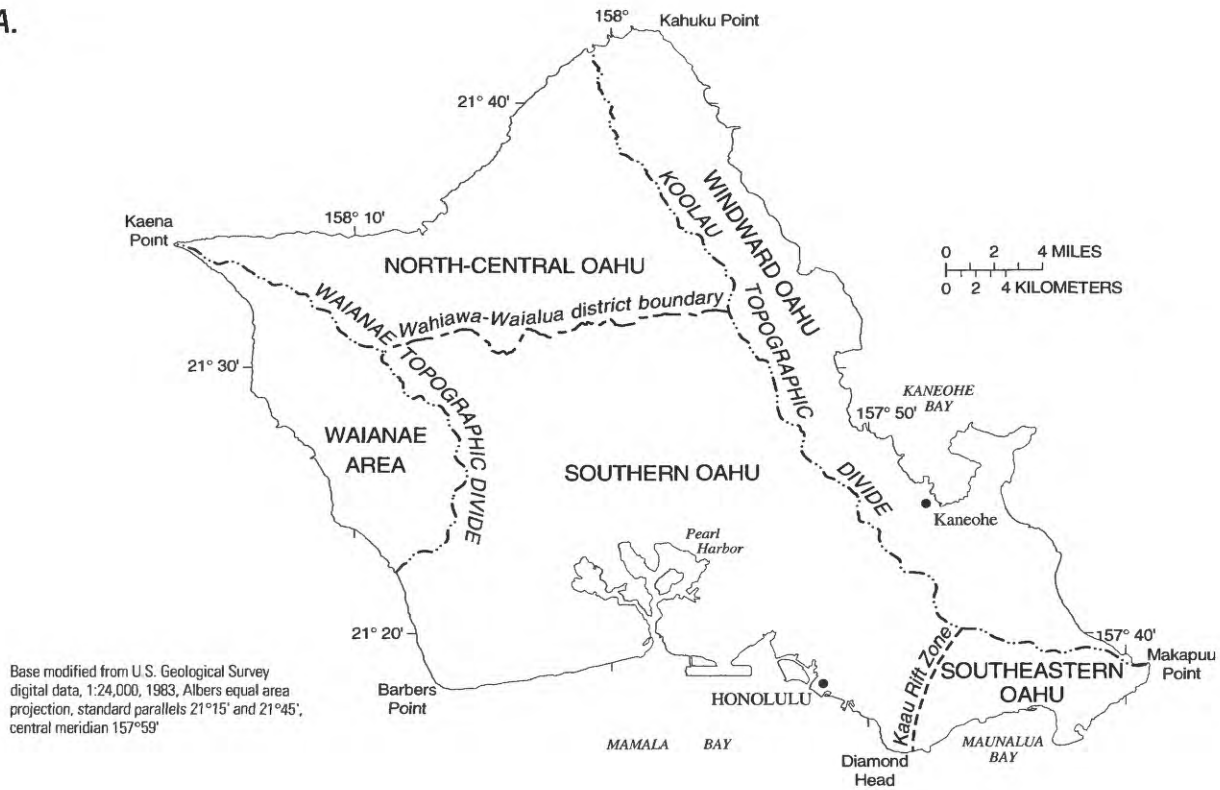 A.
158°
Kahuku Point
21° 40'
Kaena
Point
158° 10'
KOOLAU
WINDWARD OAHU
0 2 4 MILES
0 2 4 KILOMETERS
NORTH-CENTRAL OAHU
WAIANAE
Wahiawa-Waialua district boundary
TOPOGRAPHIC
21° 30'
TOPOGRAPHIC DIVIDE
KANEOHE
BAY
157° 50'
WAIANAE
AREA
SOUTHERN OAHU
DIVIDE
Kaneohe
Pearl
Harbor
21° 20'
157° 40'
Makapuu
Point
Kaau Rift Zone
SOUTHEASTERN
OAHU
Base modified from U.S. Geological Survey
digital data, 1:24,000, 1983, Albers equal area
projection, standard parallels 21°15' and 21°45',
central meridian 157°59'
Barbers
Point
HONOLULU
MAMALA BAY
MAUNALUA
BAY
Diamond
Head